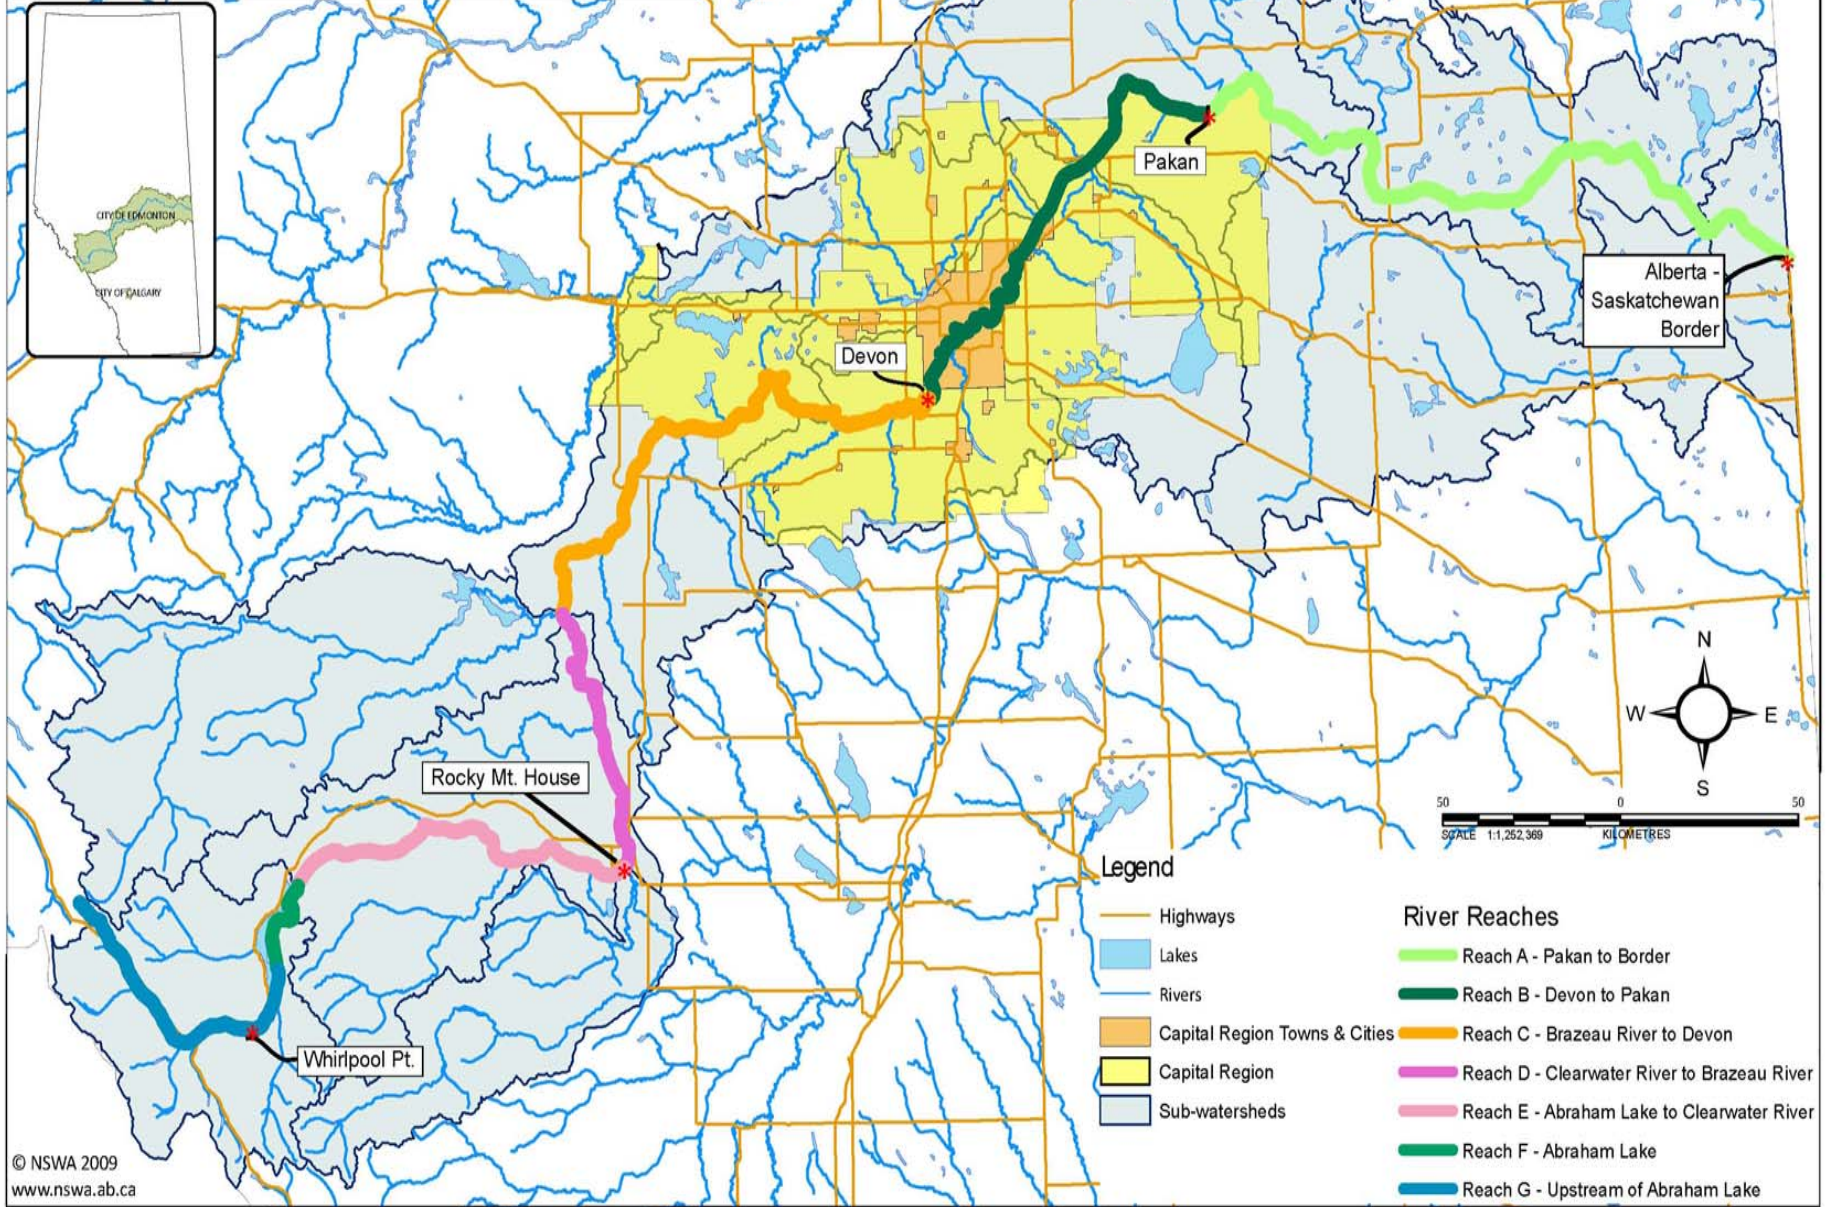 CITY OF EDMONTON
CITY OF CALGARY
Pakan
Devon
Alberta -
Saskatchewan
Border
Rocky Mt. House
Whirlpool Pt.
N
W
E
S
50
0
50
SCALE 1:1,252,369 KILOMETRES
Legend
Highways
Lakes
Rivers
Capital Region Towns & Cities
Capital Region
Sub-watersheds
River Reaches
Reach A - Pakan to Border
Reach B - Devon to Pakan
Reach C - Brazeau River to Devon
Reach D - Clearwater River to Brazeau River
Reach E - Abraham Lake to Clearwater River
Reach F - Abraham Lake
Reach G - Upstream of Abraham Lake
© NSWA 2009
www.nswa.ab.ca